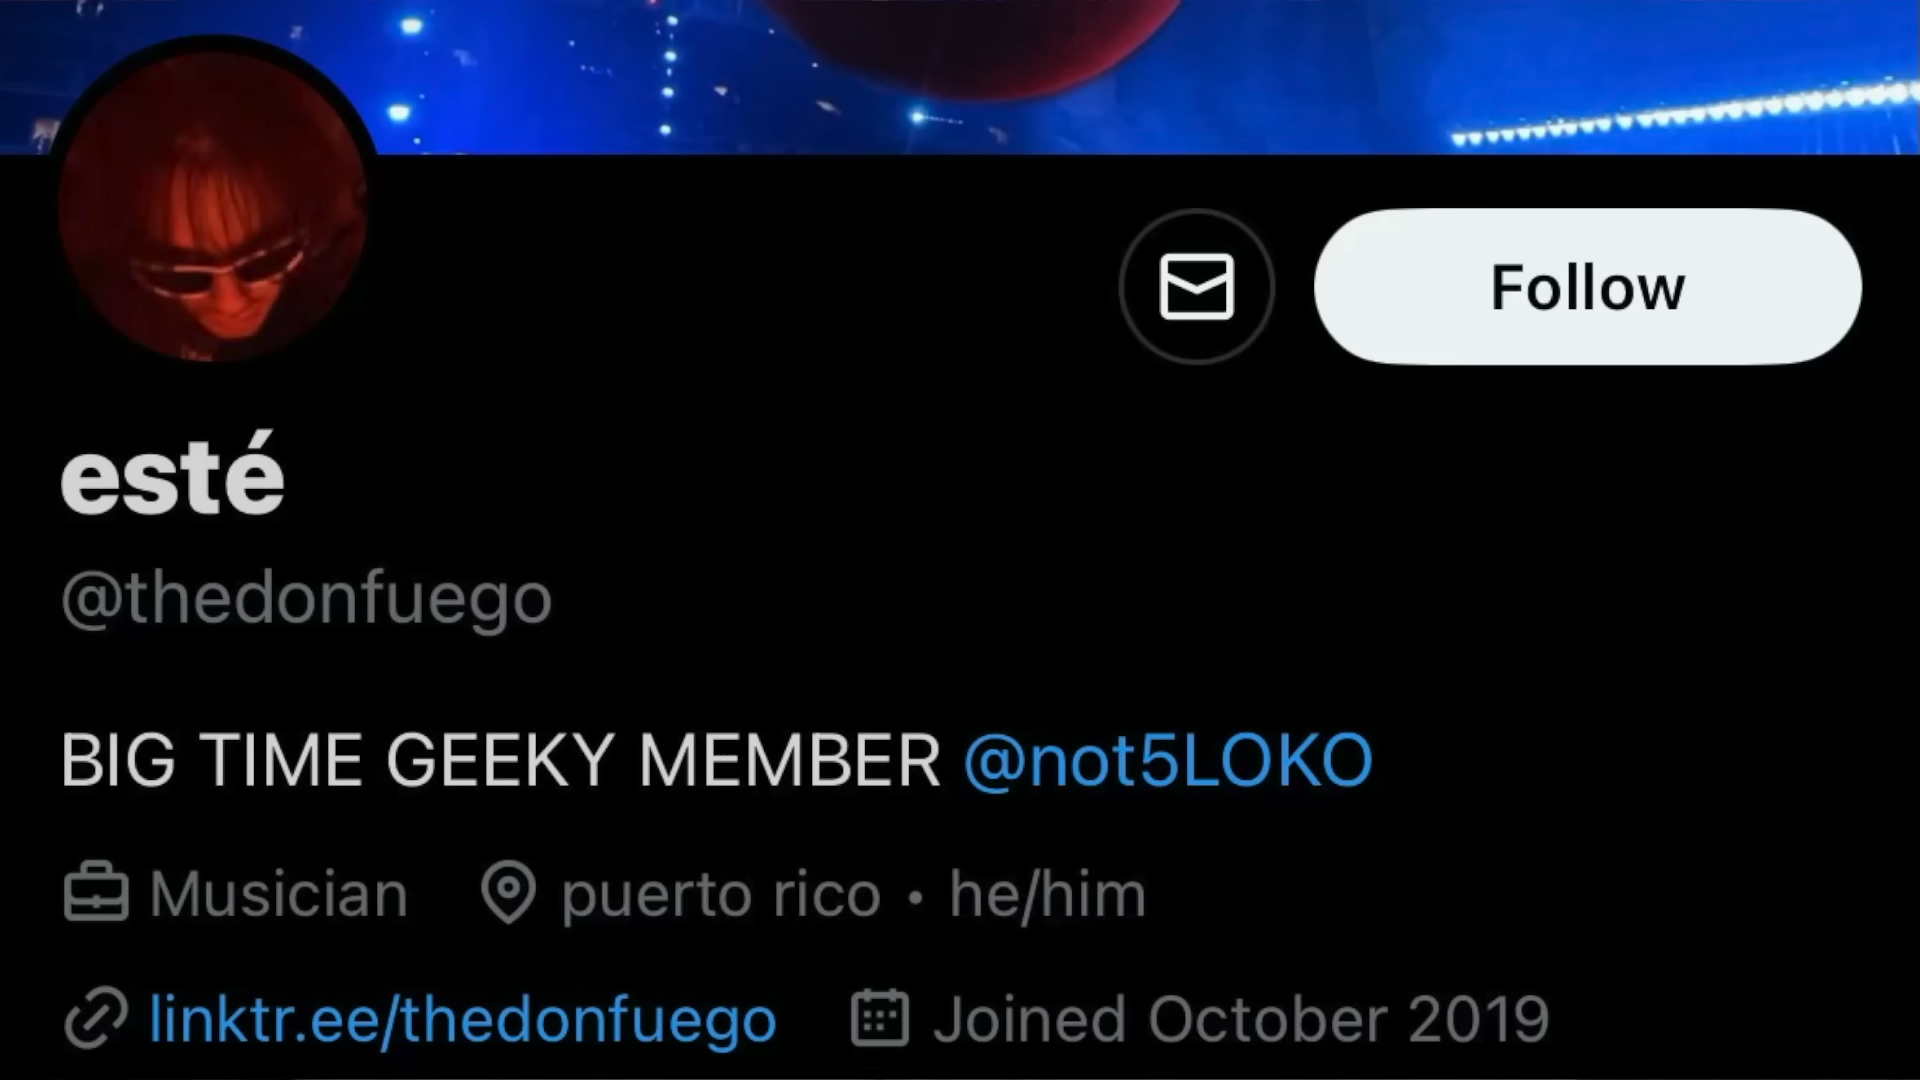 Follow
esté
@thedonfuego
BIG TIME GEEKY MEMBER @not5LOKO
Musician puerto rico • he/him
linktr.ee/thedonfuego Joined October 2019